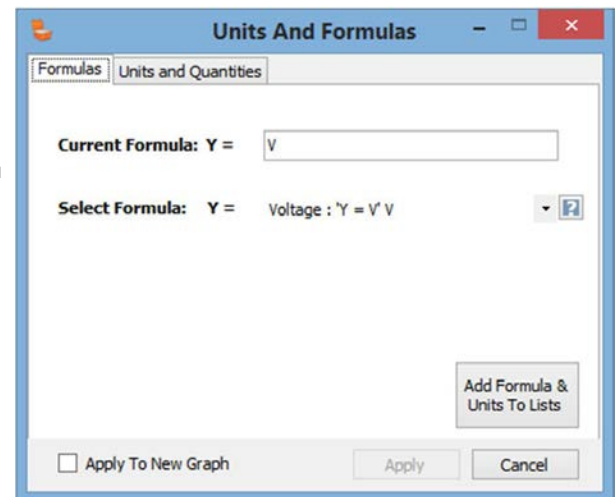 Units And Formulas
Formulas Units and Quantities
Current Formula: Y = V
Select Formula: Y = Voltage : 'Y = V' V
Add Formula &
Units To Lists
Apply To New Graph Apply Cancel